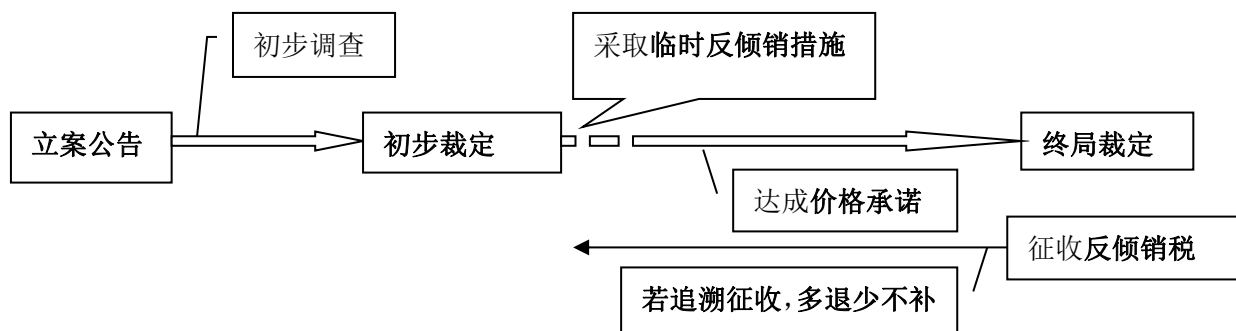 初步调查
采取临时反倾销措施
立案公告
初步裁定
终局裁定
达成价格承诺
征收反倾销税
若追溯征收，多退少不补